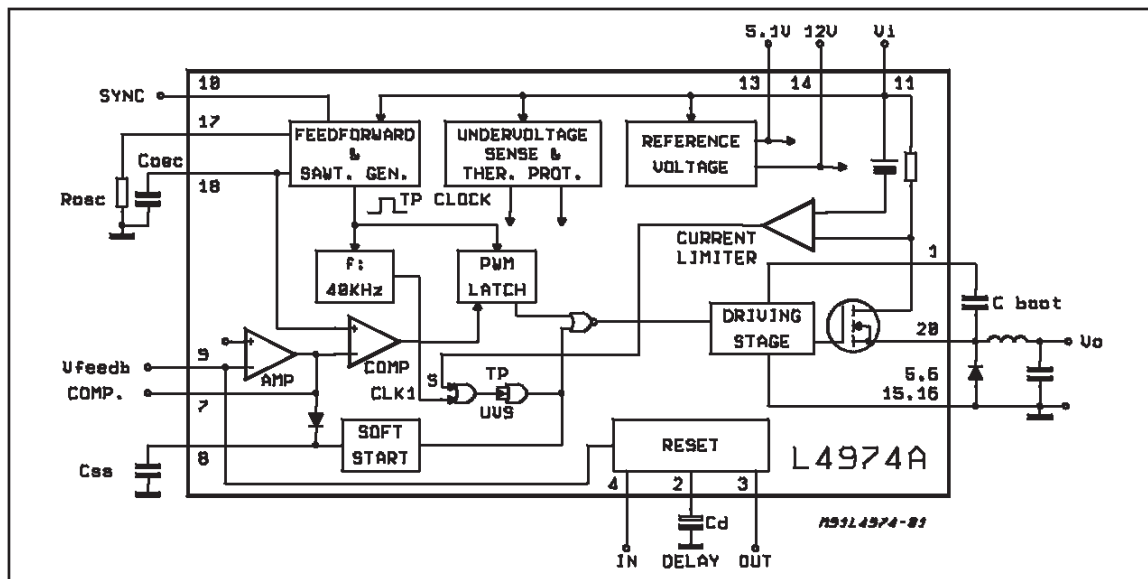 5.1V 12V Vi
10 13 14 11
SYNC
17
FEEDFORWARD
&
SAWT. GEN.
UNDERVOLTAGE
SENSE &
THER. PROT.
REFERENCE
VOLTAGE
Cosc
18
Rosc
TP CLOCK
CURRENT
LIMITER
1
F:
40KHz
PWM
LATCH
C boot
DRIVING
STAGE
20
+
-
AMP
+
-
COMP
9
Vfeedb
Vo
COMP.
7
CLK1
S
TP
UVS
5.6
15.16
SOFT
START
RESET
8
Css
L4974A
4 2 3
Cd
M91L4974-01
IN DELAY OUT